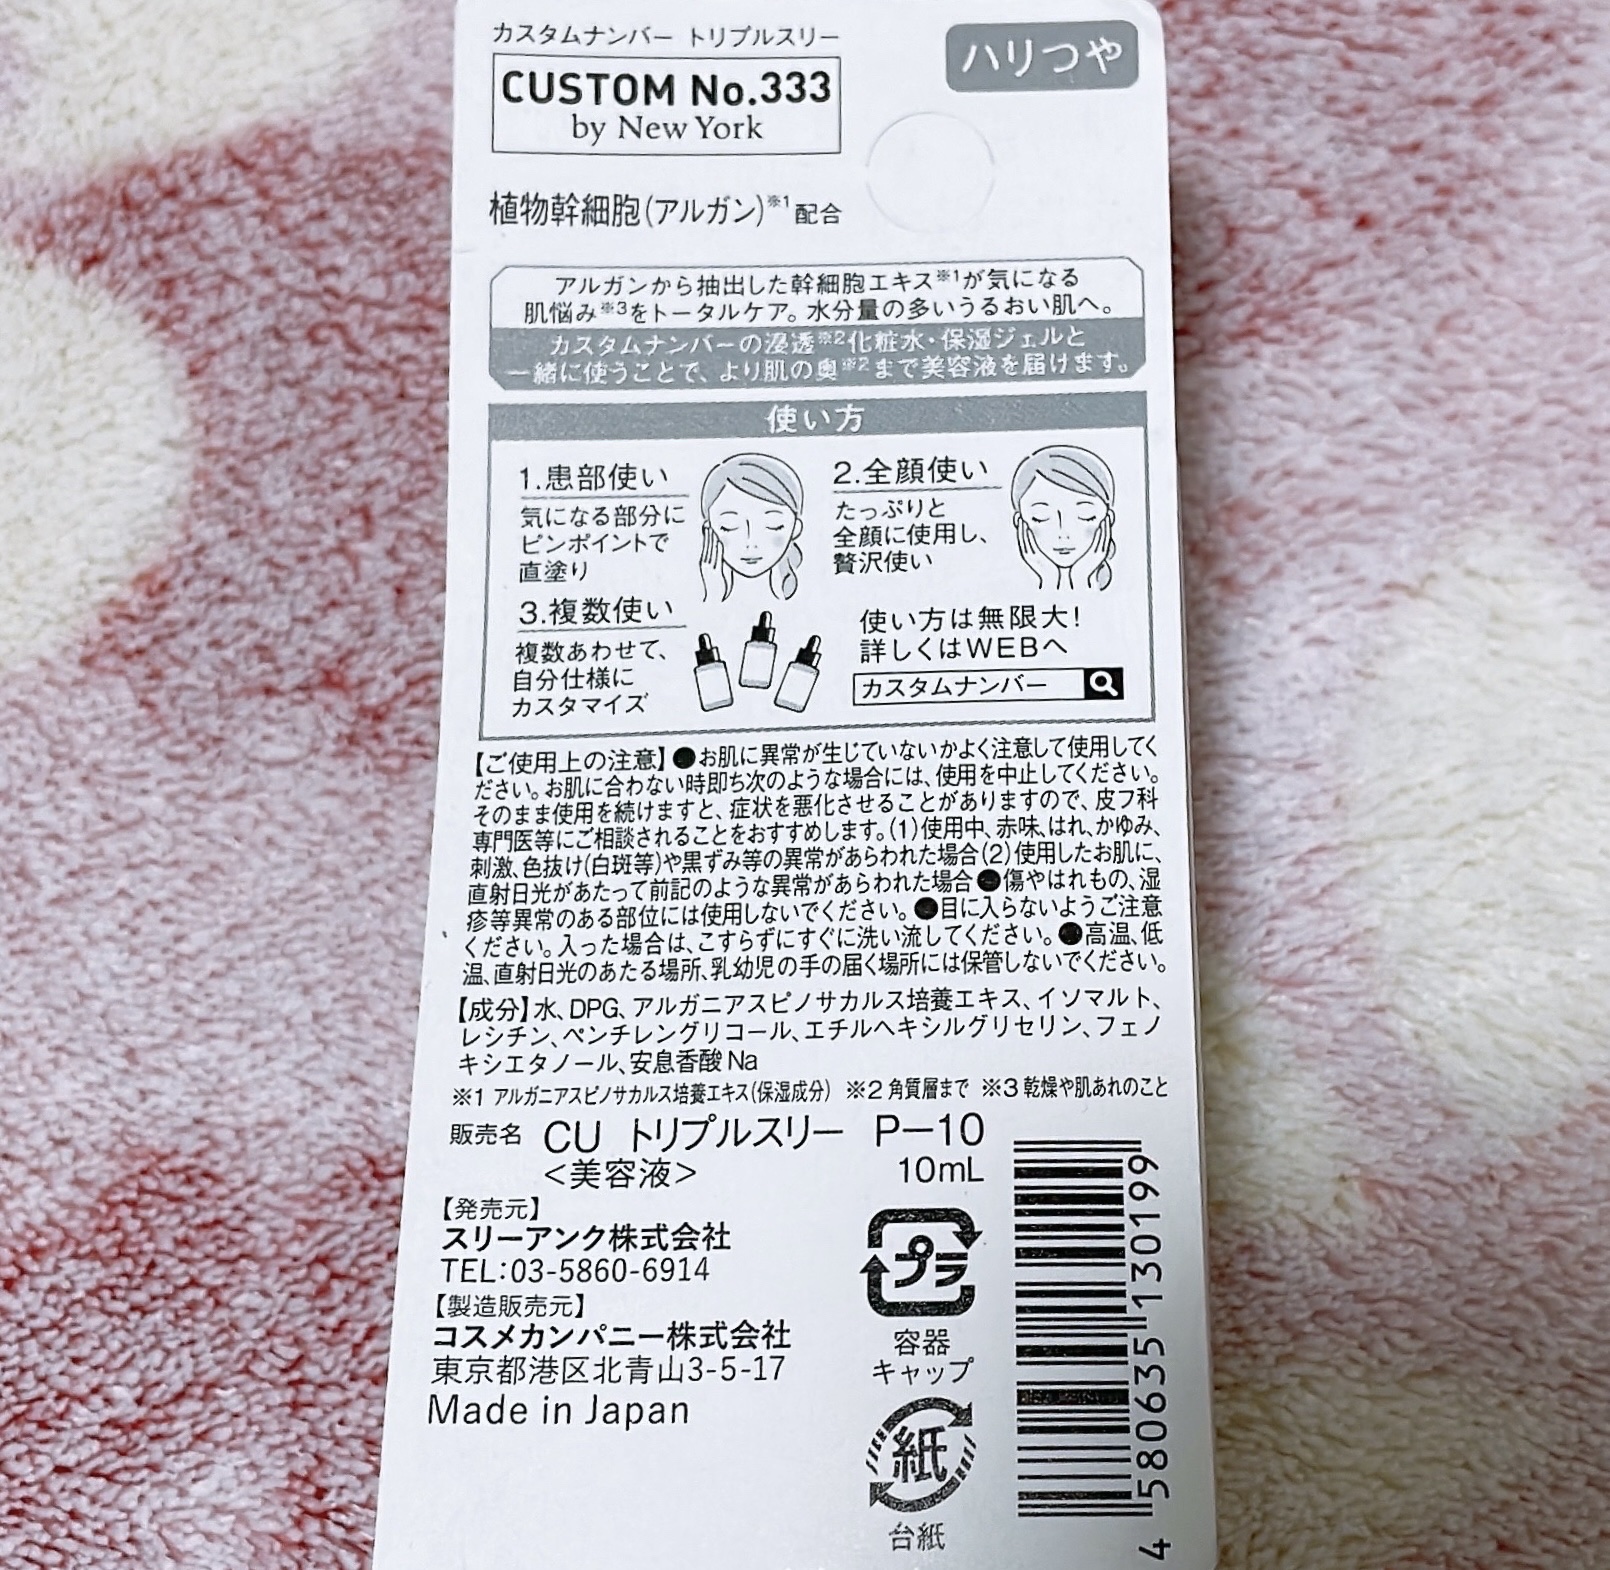 カスタムナンバー トリプルスリー
CUSTOM No.333
by New York
ハリつや
植物幹細胞(アルガン)※1配合
アルガンから抽出した幹細胞エキス※1が気になる
肌悩み※3をトータルケア。水分量の多いうるおい肌へ。
カスタムナンバーの浸透※2化粧水・保湿ジェルと
一緒に使うことで、より肌の奥※2まで美容液を届けます。
使い方
1.患部使い
気になる部分に
ピンポイントで
直塗り
2.全顔使い
たっぷりと
全顔に使用し、
贅沢使い
3.複数使い
複数あわせて、
自分仕様に
カスタマイズ
使い方は無限大!
詳しくはWEBへ
カスタムナンバー
【ご使用上の注意】●お肌に異常が生じていないかよく注意して使用してく
ださい。お肌に合わない時即ち次のような場合には、使用を中止してください。
そのまま使用を続けますと、症状を悪化させることがありますので、皮フ科
専門医等にご相談されることをおすすめします。(1)使用中、赤味、はれ、かゆみ、
刺激、色抜け(白斑等)や黒ずみ等の異常があらわれた場合(2)使用したお肌に、
直射日光があたって前記のような異常があらわれた場合●傷やはれもの、湿
疹等異常のある部位には使用しないでください。●目に入らないようご注意
ください。入った場合は、こすらずにすぐに洗い流してください。●高温、低
温、直射日光のあたる場所、乳幼児の手の届く場所には保管しないでください。
【成分】水、DPG、アルガニアスピノサカルス培養エキス、イソマルト、
レシチン、ペンチレングリコール、エチルヘキシルグリセリン、フェノ
キシエタノール、安息香酸Na
※1 アルガニアスピノサカルス培養エキス(保湿成分) ※2 角質層まで ※3 乾燥や肌あれのこと
販売名 CU トリプルスリー P-10
<美容液> 10mL
【発売元】
スリーアンク株式会社
TEL:03-5860-6914
【製造販売元】
コスメカンパニー株式会社
東京都港区北青山3-5-17
Made in Japan
プラ
容器
キャップ
紙
台紙
4 580635 130199